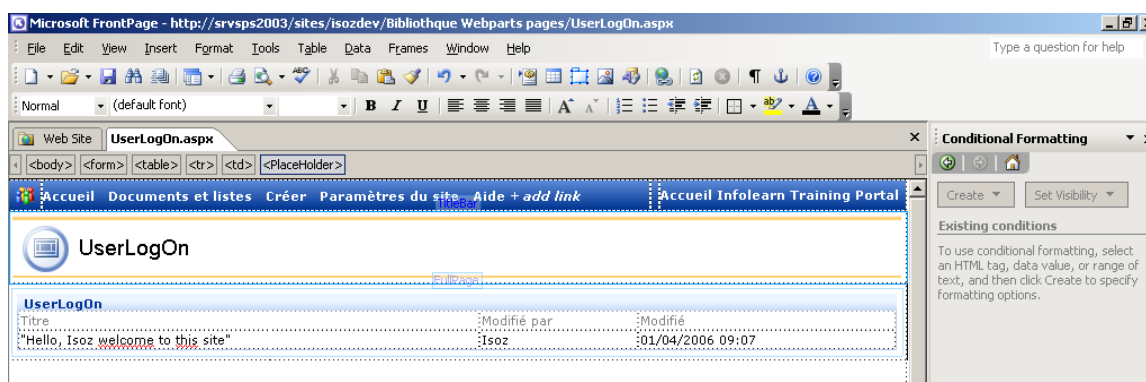 Microsoft FrontPage - http://srvsps2003/sites/isozdev/Bibliothque Webparts pages/UserLogOn.aspx
File Edit View Insert Format Tools Table Data Frames Window Help Type a question for help
Normal (default font) B I U A A A
Web Site UserLogOn.aspx
Conditional Formatting
<body> <form> <table> <tr> <td> <PlaceHolder>
Accueil Documents et listes Créer Paramètres du site Aide + add link Accueil Infolearn Training Portal
TitleBar
Create Set Visibility
Existing conditions
UserLogOn
To use conditional formatting, select
an HTML tag, data value, or range of
text, and then click Create to specify
formatting options.
FullPage
UserLogOn
Titre Modifié par Modifié
"Hello, Isoz welcome to this site" Isoz 01/04/2006 09:07